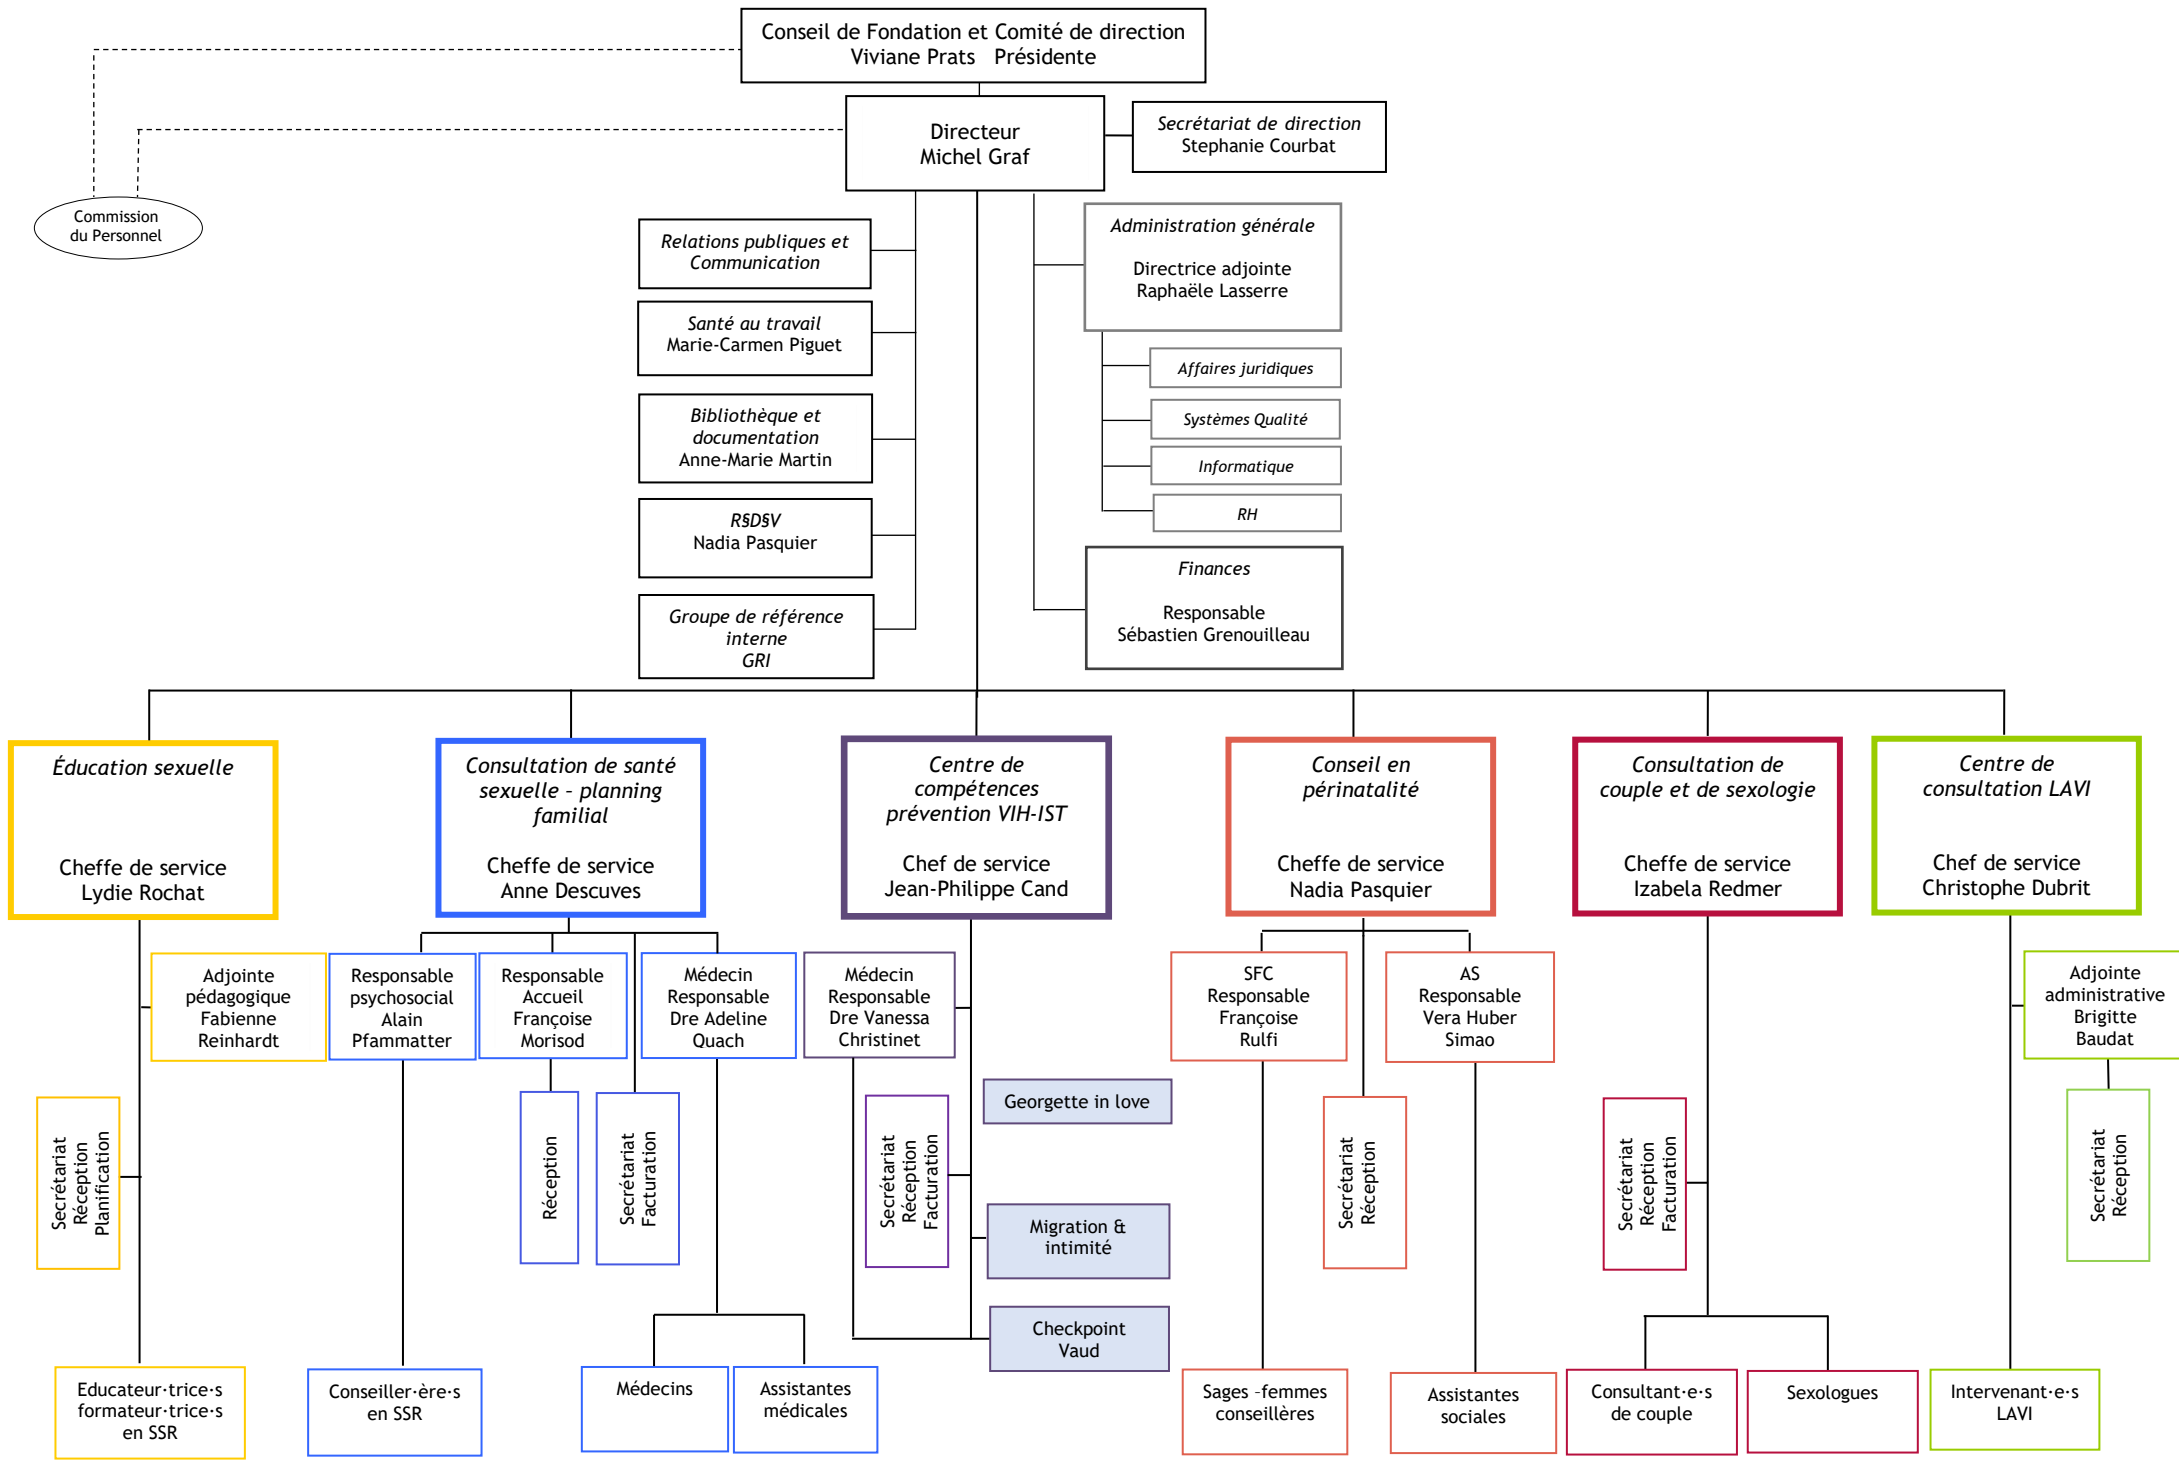 Conseil de Fondation et Comité de direction
Viviane Prats Présidente
Directeur
Michel Graf
Secrétariat de direction
Stephanie Courbat
Commission
du Personnel
Relations publiques et
Communication
Santé au travail
Marie-Carmen Piguet
Bibliothèque et
documentation
Anne-Marie Martin
R§D§V
Nadia Pasquier
Groupe de référence
interne
GRI
Administration générale
Directrice adjointe
Raphaële Lasserre
Affaires juridiques
Systèmes Qualité
Informatique
RH
Finances
Responsable
Sébastien Grenouilleau
Éducation sexuelle
Cheffe de service
Lydie Rochat
Consultation de santé
sexuelle – planning
familial
Cheffe de service
Anne Descuves
Centre de
compétences
prévention VIH-IST
Chef de service
Jean-Philippe Cand
Conseil en
périnatalité
Cheffe de service
Nadia Pasquier
Consultation de
couple et de sexologie
Cheffe de service
Izabela Redmer
Centre de
consultation LAVI
Chef de service
Christophe Dubrit
Adjointe
pédagogique
Fabienne
Reinhardt
Responsable
psychosocial
Alain
Pfammatter
Responsable
Accueil
Françoise
Morisod
Médecin
Responsable
Dre Adeline
Quach
Médecin
Responsable
Dre Vanessa
Christinet
SFC
Responsable
Françoise
Rulfi
AS
Responsable
Vera Huber
Simao
Adjointe
administrative
Brigitte
Baudat
Secrétariat
Réception
Planification
Réception
Secrétariat
Facturation
Secrétariat
Réception
Facturation
Georgette in love
Migration &
intimité
Checkpoint
Vaud
Secrétariat
Réception
Secrétariat
Réception
Facturation
Secrétariat
Réception
Educateur·trice·s
formateur·trice·s
en SSR
Conseiller·ère·s
en SSR
Médecins
Assistantes
médicales
Sages –femmes
conseillères
Assistantes
sociales
Consultant·e·s
de couple
Sexologues
Intervenant·e·s
LAVI